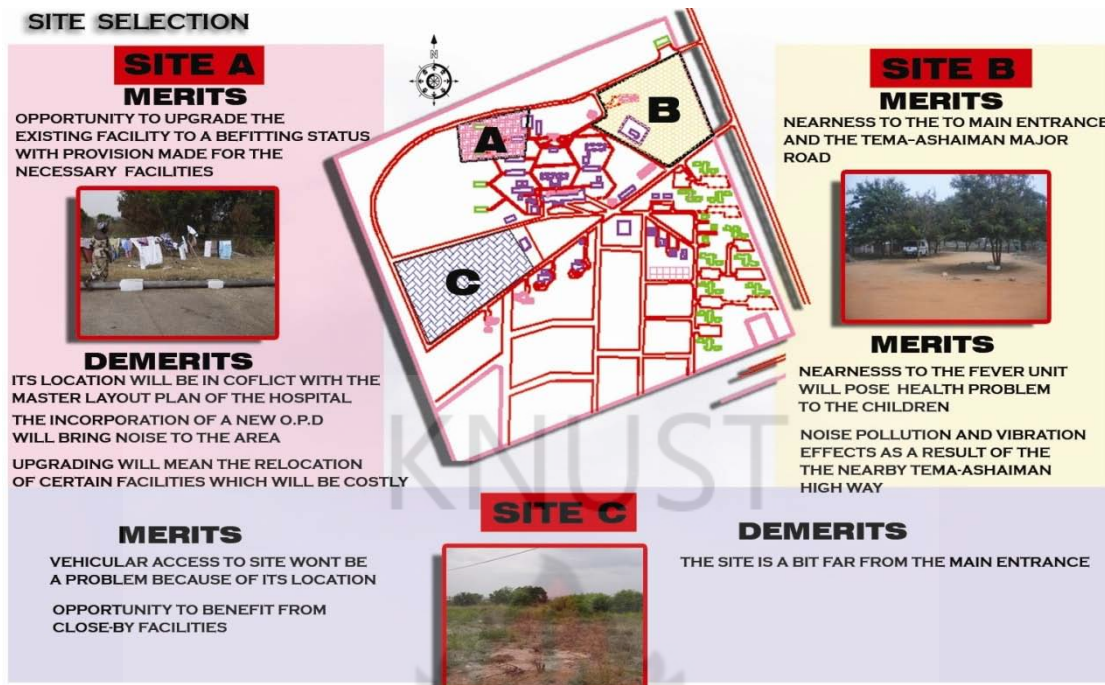 SITE SELECTION
SITE A
MERITS
OPPORTUNITY TO UPGRADE THE
EXISTING FACILITY TO A BEFITTING STATUS
WITH PROVISION MADE FOR THE
NECESSARY FACILITIES
DEMERITS
ITS LOCATION WILL BE IN COFLICT WITH THE
MASTER LAYOUT PLAN OF THE HOSPITAL
THE INCORPORATION OF A NEW O.P.D
WILL BRING NOISE TO THE AREA
UPGRADING WILL MEAN THE RELOCATION
OF CERTAIN FACILITIES WHICH WILL BE COSTLY
N
A
B
C
SITE B
MERITS
NEARNESS TO THE TO MAIN ENTRANCE
AND THE TEMA-ASHAIMAN MAJOR
ROAD
MERITS
NEARNESSS TO THE FEVER UNIT
WILL POSE HEALTH PROBLEM
TO THE CHILDREN
NOISE POLLUTION AND VIBRATION
EFFECTS AS A RESULT OF THE
THE NEARBY TEMA-ASHAIMAN
HIGH WAY
KNUST
SITE C
MERITS
VEHICULAR ACCESS TO SITE WONT BE
A PROBLEM BECAUSE OF ITS LOCATION
OPPORTUNITY TO BENEFIT FROM
CLOSE-BY FACILITIES
DEMERITS
THE SITE IS A BIT FAR FROM THE MAIN ENTRANCE